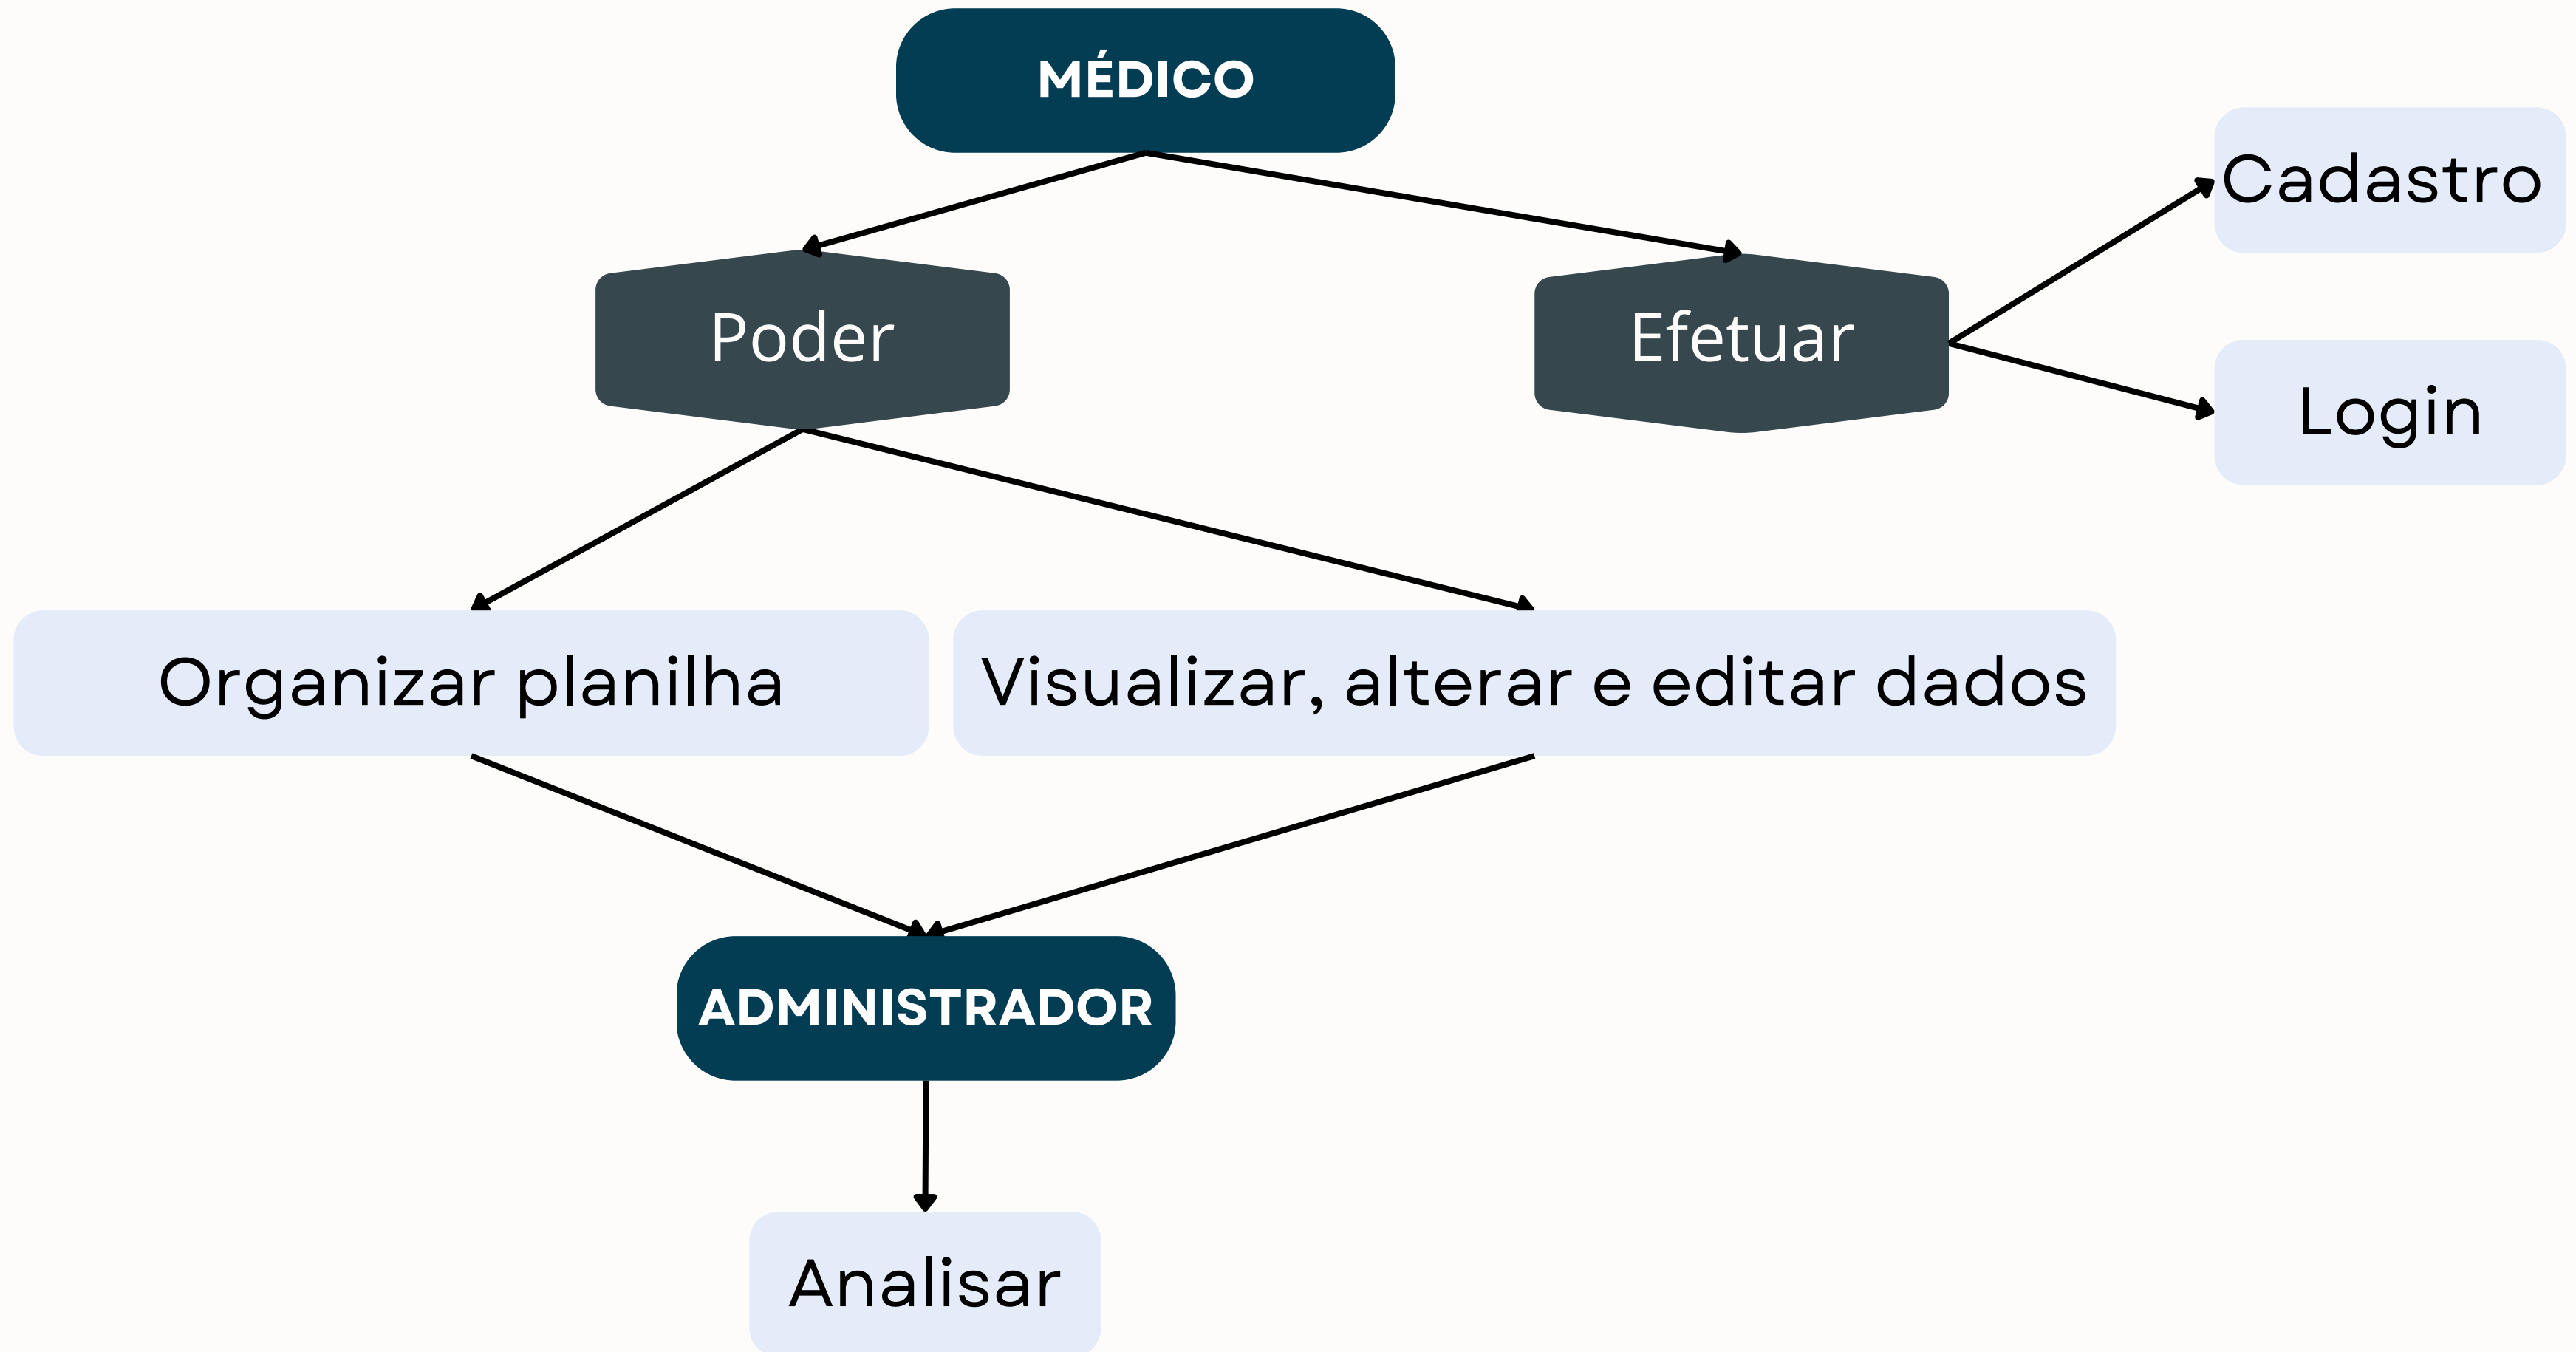 MÉDICO
Cadastro
Poder
Efetuar
Login
Organizar planilha
Visualizar, alterar e editar dados
ADMINISTRADOR
Analisar